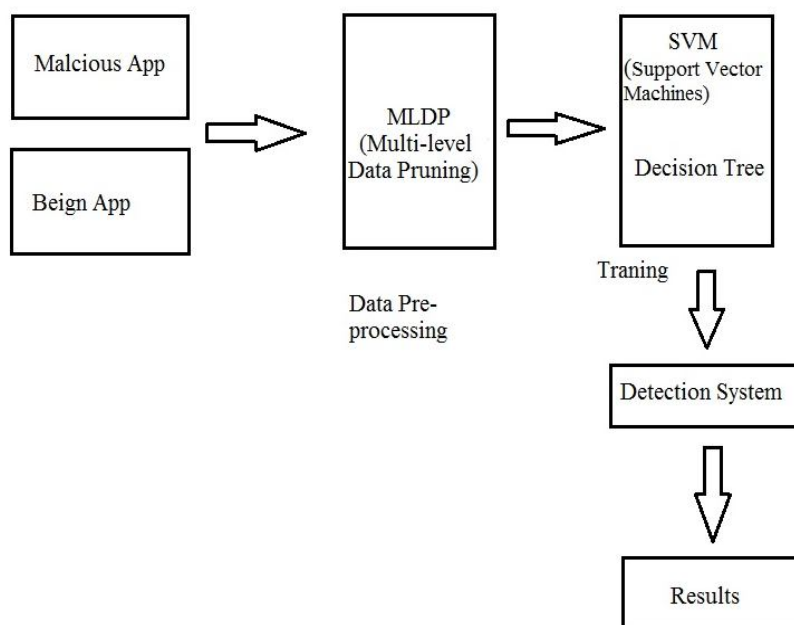 Malcious App
Beign App
MLDP
(Multi-level
Data Pruning)
Data Pre-
processing
SVM
(Support Vector
Machines)
Decision Tree
Traning
Detection System
Results